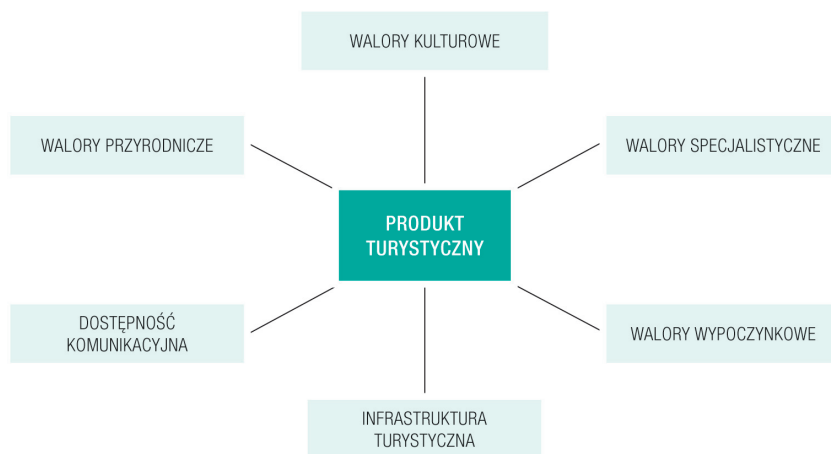 WALORY KULTUROWE
WALORY PRZYRODNICZE
WALORY SPECJALISTYCZNE
PRODUKT
TURYSTYCZNY
DOSTĘPNOŚĆ
KOMUNIKACYJNA
WALORY WYPOCZYNKOWE
INFRASTRUKTURA
TURYSTYCZNA